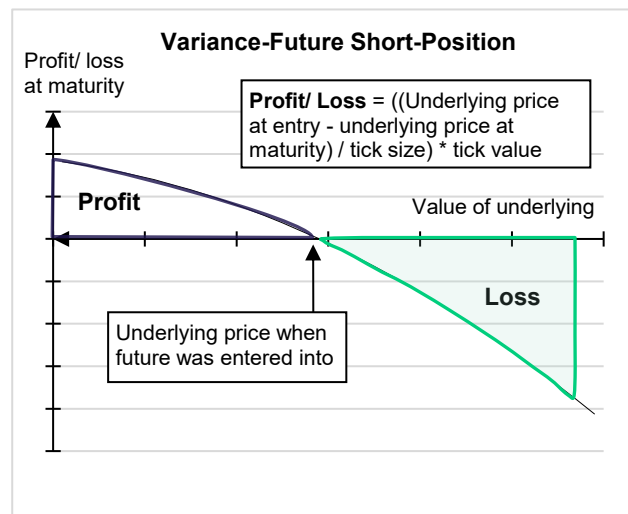 Variance-Future Short-Position
Profit/ loss
at maturity
Profit/ Loss = ((Underlying price
at entry - underlying price at
maturity) / tick size) * tick value
Profit
Value of underlying
Loss
Underlying price when
future was entered into